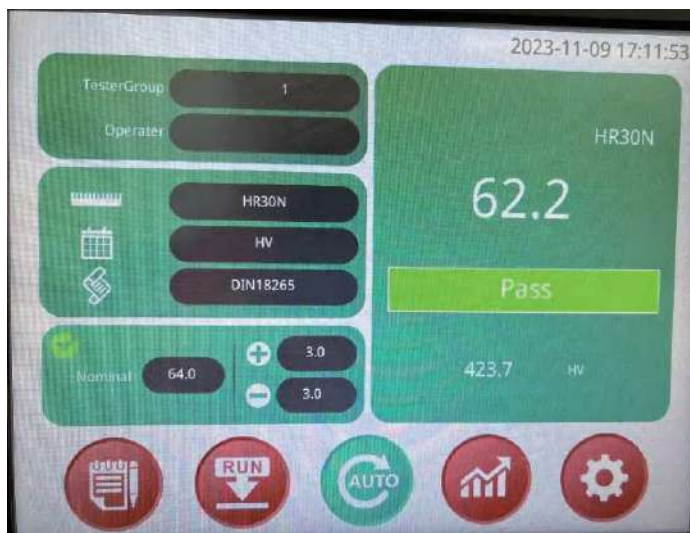 2023-11-09 17:11:53
TesterGroup 1
Operater
HR30N
HV
DIN18265
Nominal 64.0
3.0
3.0
HR30N
62.2
Pass
423.7 HV
RUN
AUTO